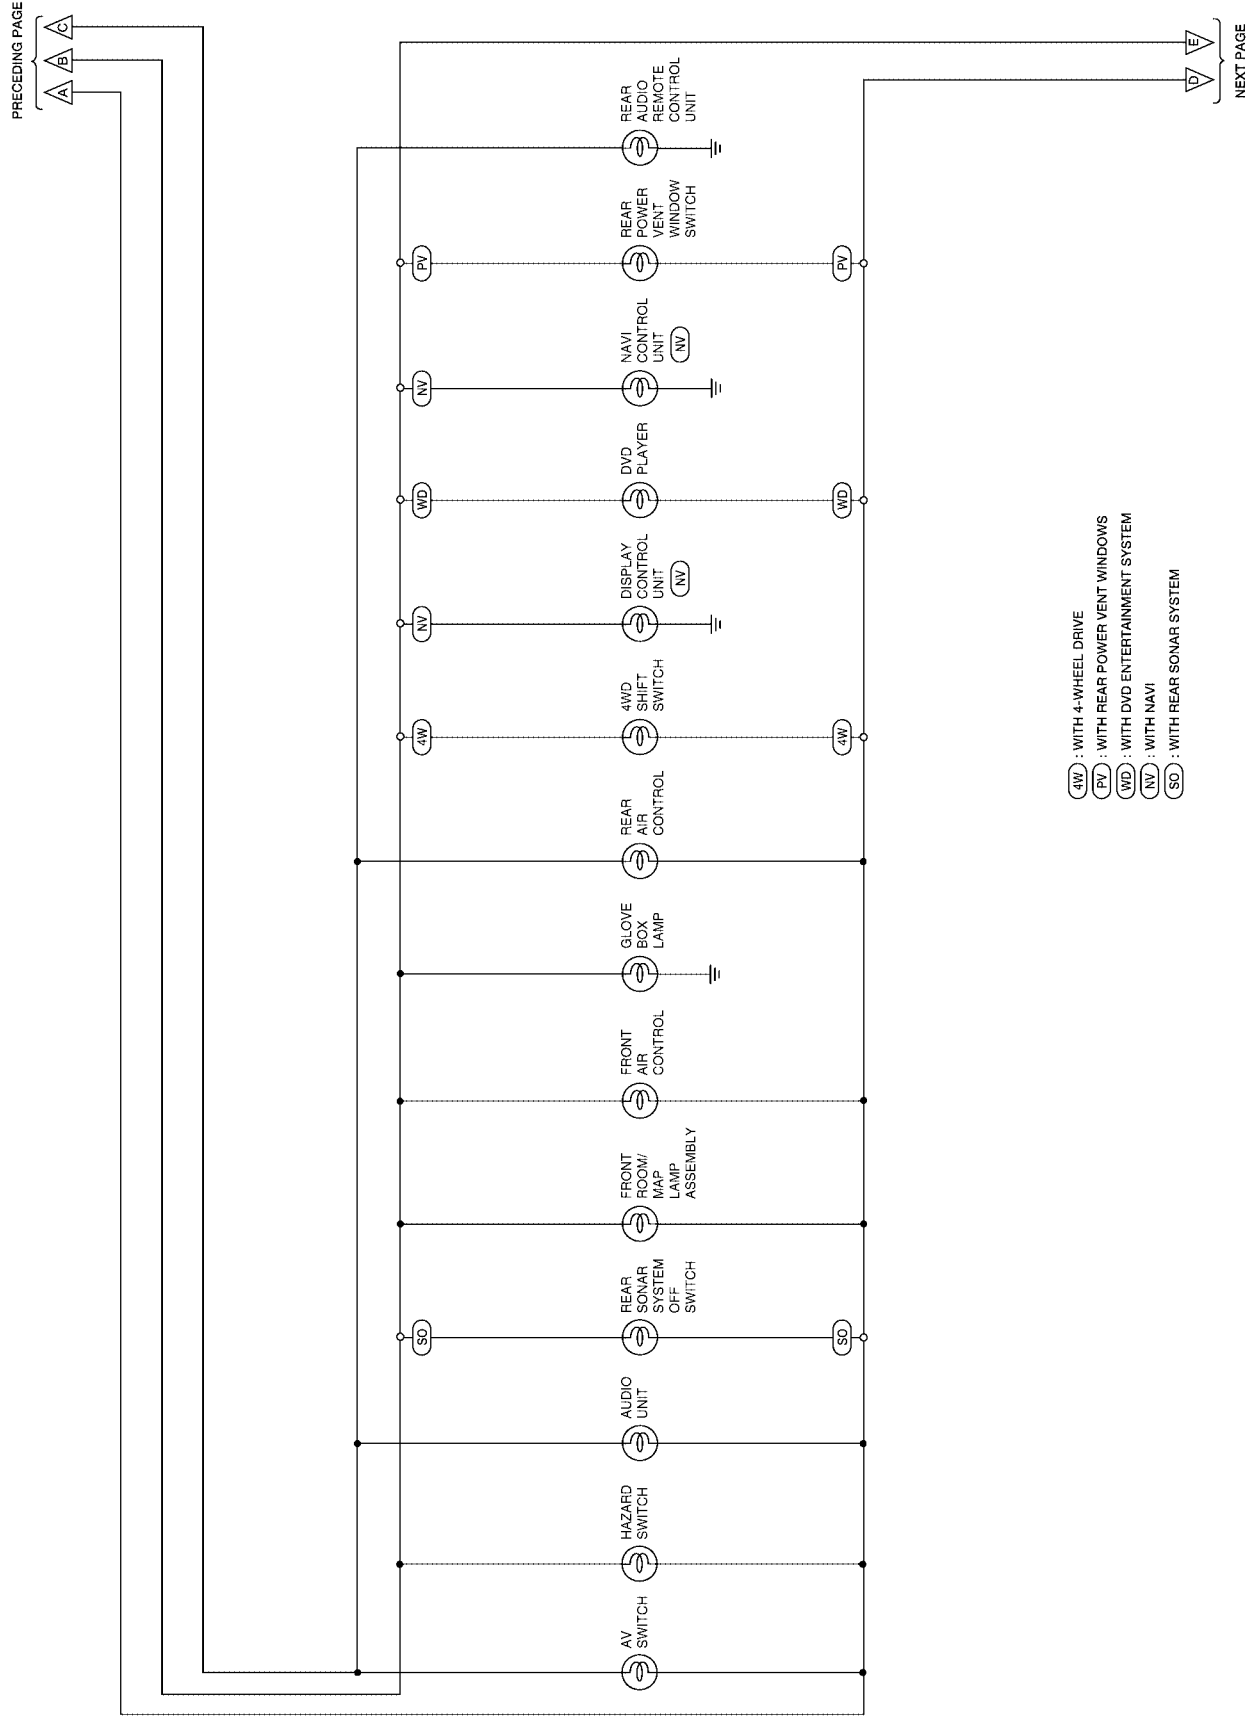 PRECEDING PAGE
A
B
C
AV
SWITCH
HAZARD
SWITCH
AUDIO
UNIT
SO
REAR
SONAR
SYSTEM
OFF
SWITCH
SO
FRONT
ROOM/
MAP
LAMP
ASSEMBLY
FRONT
AIR
CONTROL
GLOVE
BOX
LAMP
REAR
AIR
CONTROL
4W
4WD
SHIFT
SWITCH
4W
NV
DISPLAY
CONTROL
UNIT
NV
WD
DVD
PLAYER
WD
NV
NAVI
CONTROL
UNIT
NV
PV
REAR
POWER
VENT
WINDOW
SWITCH
PV
REAR
AUDIO
REMOTE
CONTROL
UNIT
E
D
NEXT PAGE
4W : WITH 4-WHEEL DRIVE
PV : WITH REAR POWER VENT WINDOWS
WD : WITH DVD ENTERTAINMENT SYSTEM
NV : WITH NAVI
SO : WITH REAR SONAR SYSTEM